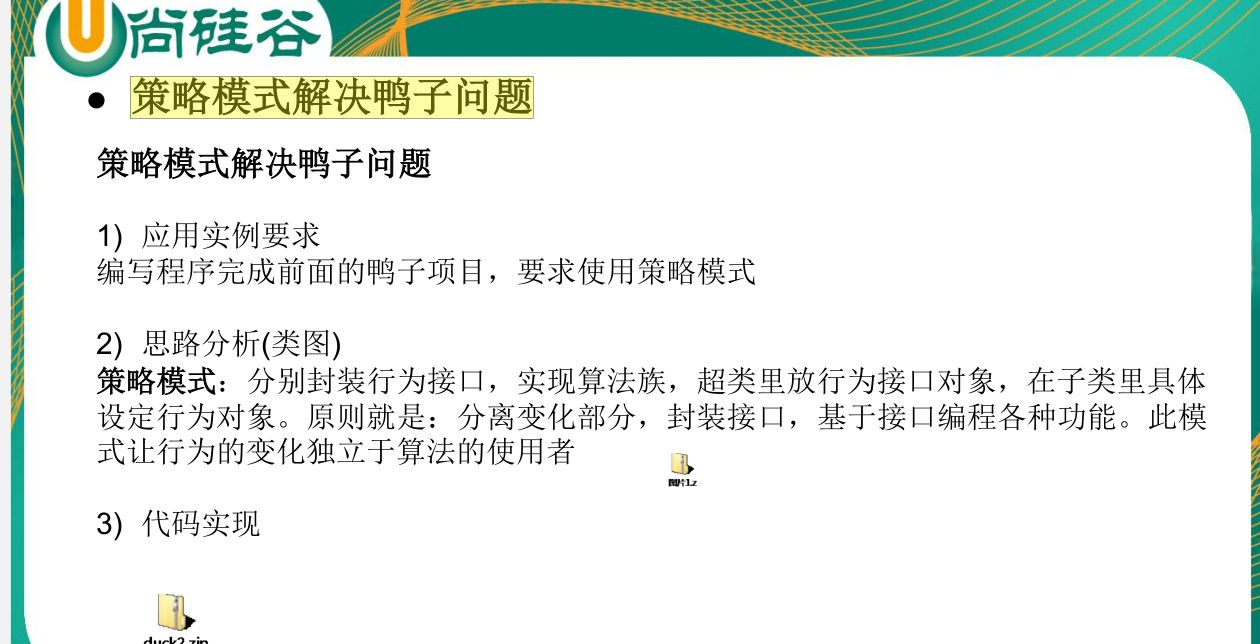 尚硅谷
● 策略模式解决鸭子问题
策略模式解决鸭子问题
1) 应用实例要求
编写程序完成前面的鸭子项目，要求使用策略模式
2) 思路分析(类图)
策略模式：分别封装行为接口，实现算法族，超类里放行为接口对象，在子类里具体
设定行为对象。原则就是：分离变化部分，封装接口，基于接口编程各种功能。此模
式让行为的变化独立于算法的使用者
图片1.z
3) 代码实现
duck2.zip